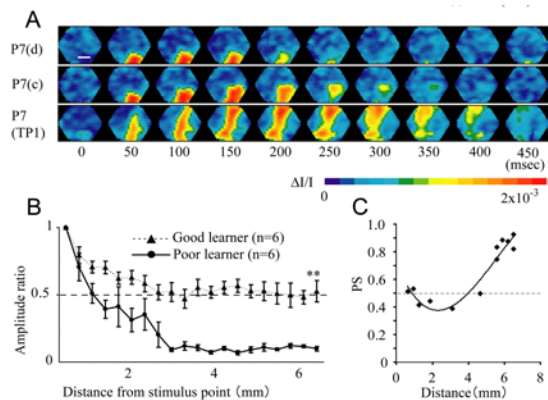 A
P7(d)
P7(c)
P7
(TP1)
0 50 100 150 200 250 300 350 400 450
(msec)
ΔI/I
0 2x10⁻³
B
Good learner (n=6)
Poor learner (n=6)
**
Amplitude ratio
1
0.5
0
2 4 6
Distance from stimulus point (mm)
C
PS
1.0
0.8
0.6
0.4
0.2
0
0 2 4 6 8
Distance(mm)